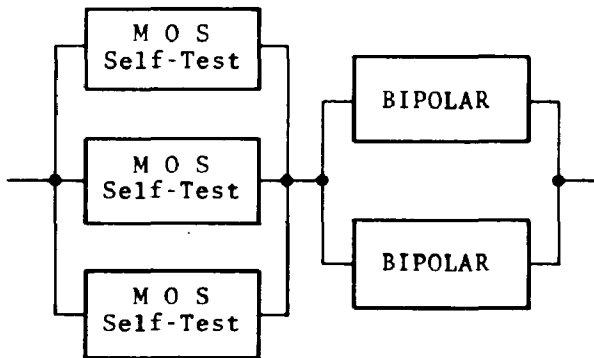 M O S
Self-Test
BIPOLAR
M O S
Self-Test
BIPOLAR
M O S
Self-Test